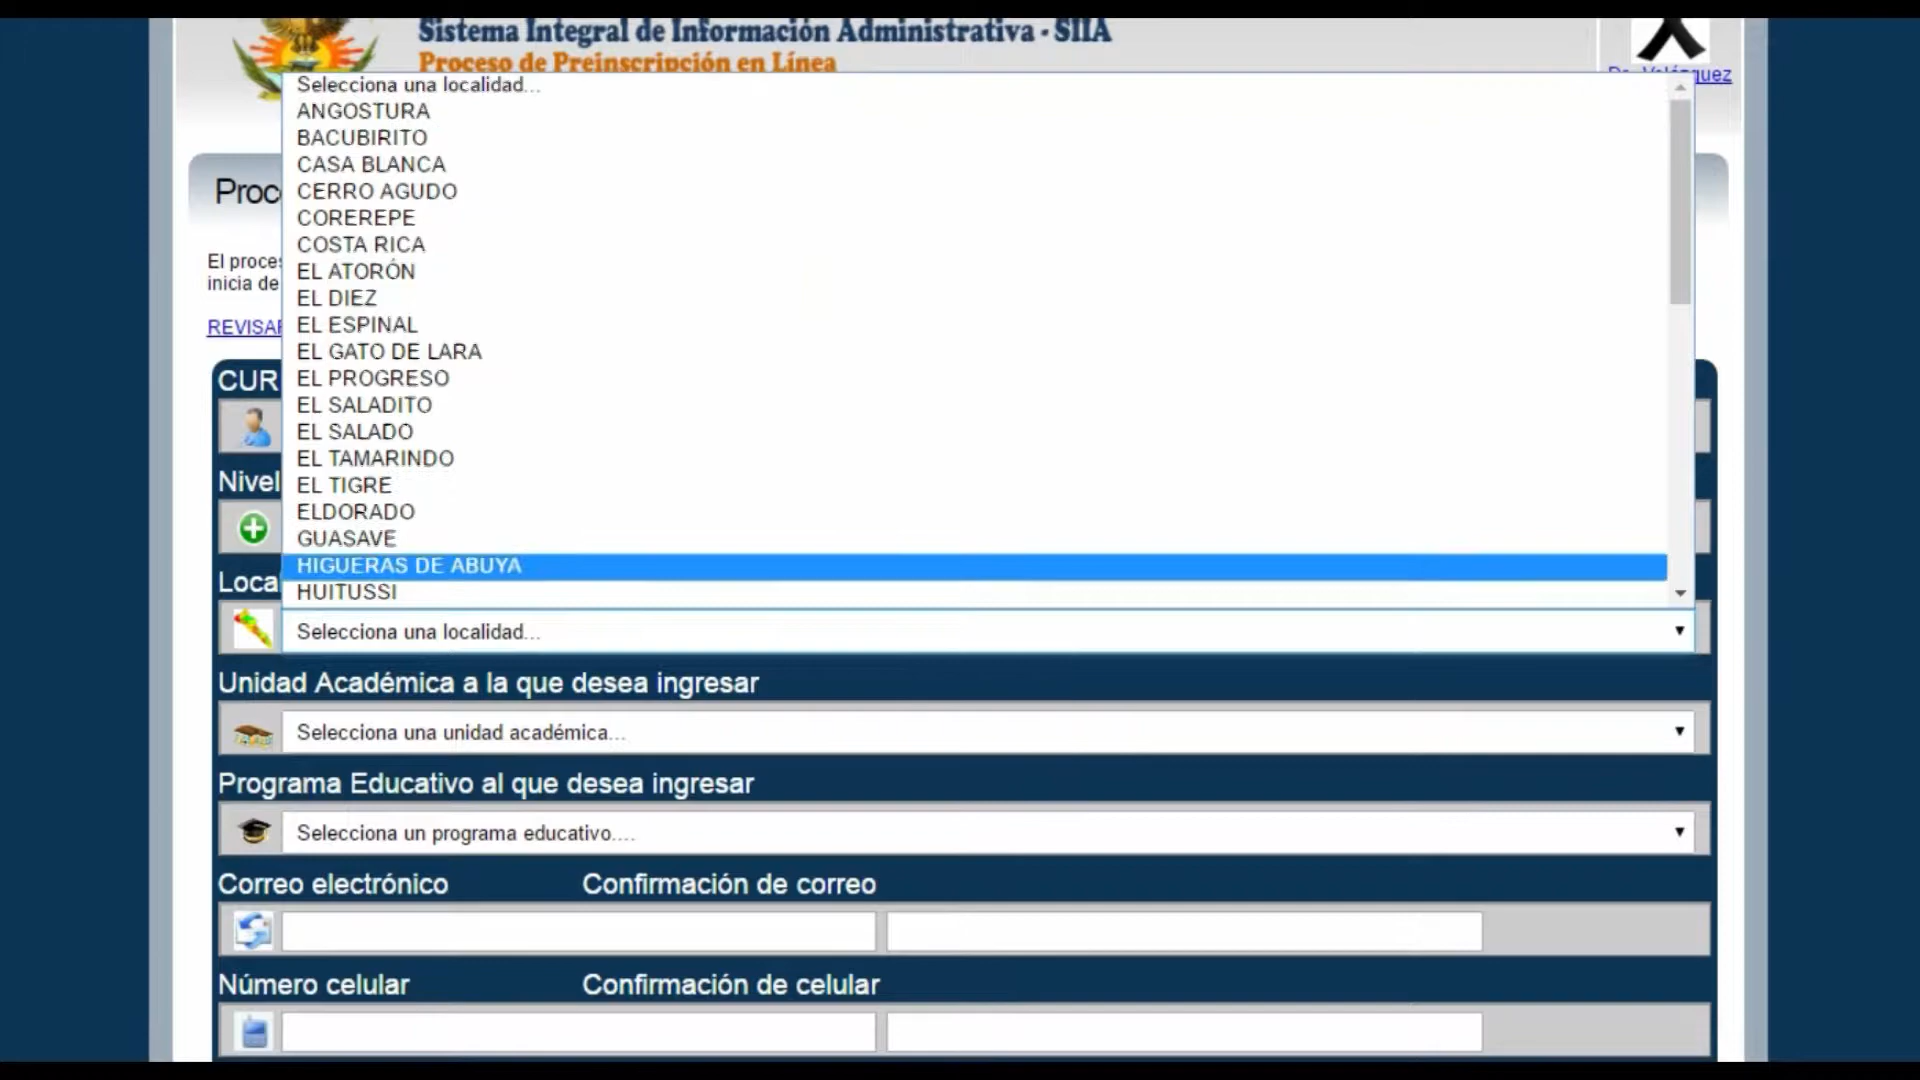 Sistema Integral de Información Administrativa - SIIA
Proceso de Preinscripción en Línea
Selecciona una localidad...
ANGOSTURA
BACUBIRITO
CASA BLANCA
CERRO AGUDO
COREREPE
COSTA RICA
EL ATORÓN
EL DIEZ
EL ESPINAL
EL GATO DE LARA
EL PROGRESO
EL SALADITO
EL SALADO
EL TAMARINDO
EL TIGRE
ELDORADO
GUASAVE
HIGUERAS DE ABUYA
HUITUSSI
Proc
El proce
inicia de
REVISAR
CUR
Nivel
Loca
Selecciona una localidad...
Unidad Académica a la que desea ingresar
Selecciona una unidad académica...
Programa Educativo al que desea ingresar
Selecciona un programa educativo....
Correo electrónico Confirmación de correo
Número celular Confirmación de celular